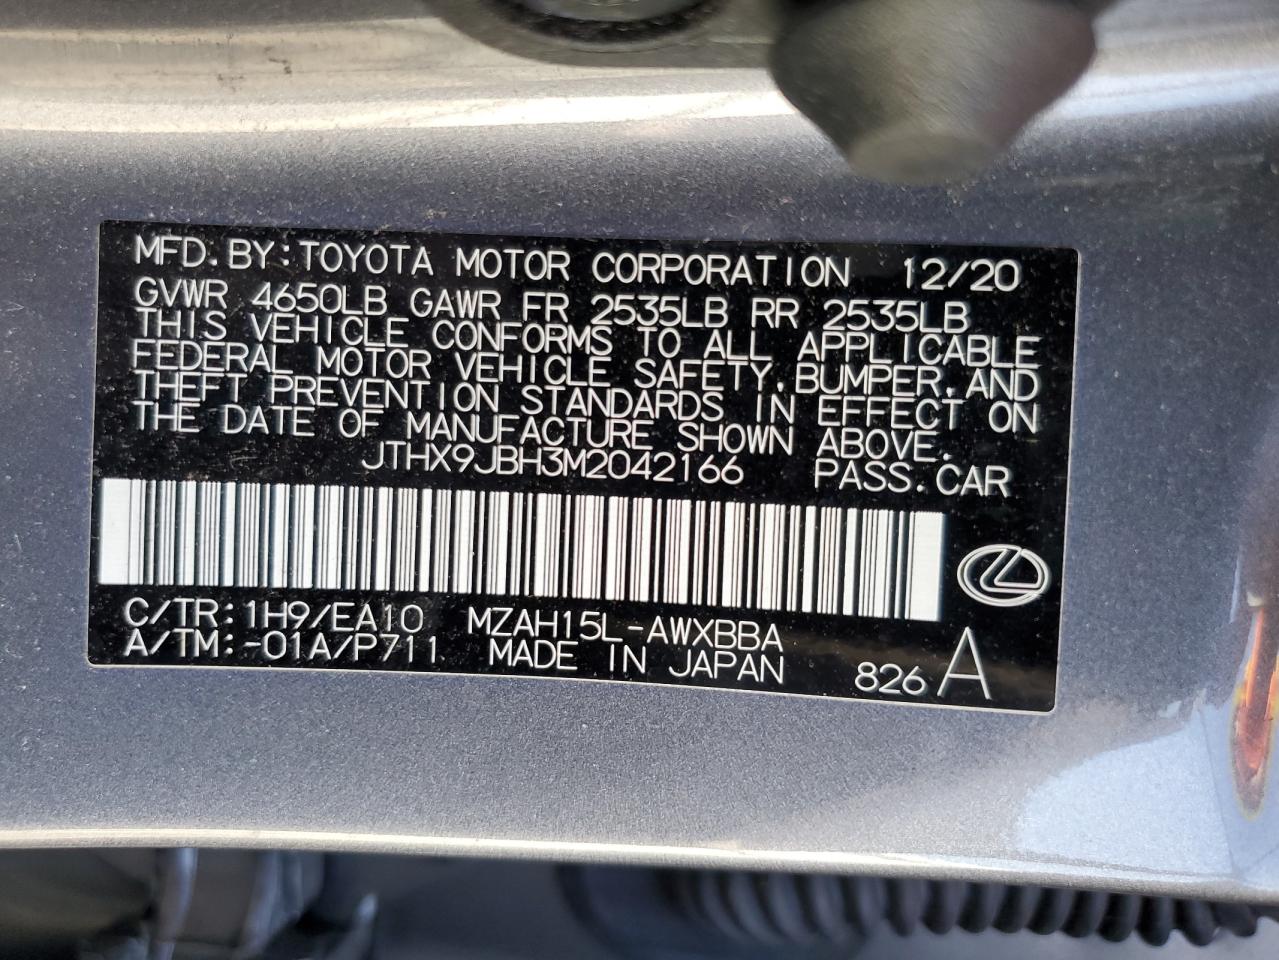 MFD.BY:TOYOTA MOTOR CORPORATION 12/20
GVWR 4650LB GAWR FR 2535LB RR 2535LB
THIS VEHICLE CONFORMS TO ALL APPLICABLE
FEDERAL MOTOR VEHICLE SAFETY,BUMPER,AND
THEFT PREVENTION STANDARDS IN EFFECT ON
THE DATE OF MANUFACTURE SHOWN ABOVE.
JTHX9JBH3M2042166 PASS.CAR
C/TR:1H9/EA10 MZAH15L-AWXBBA
A/TM:-01A/P711 MADE IN JAPAN 826 A